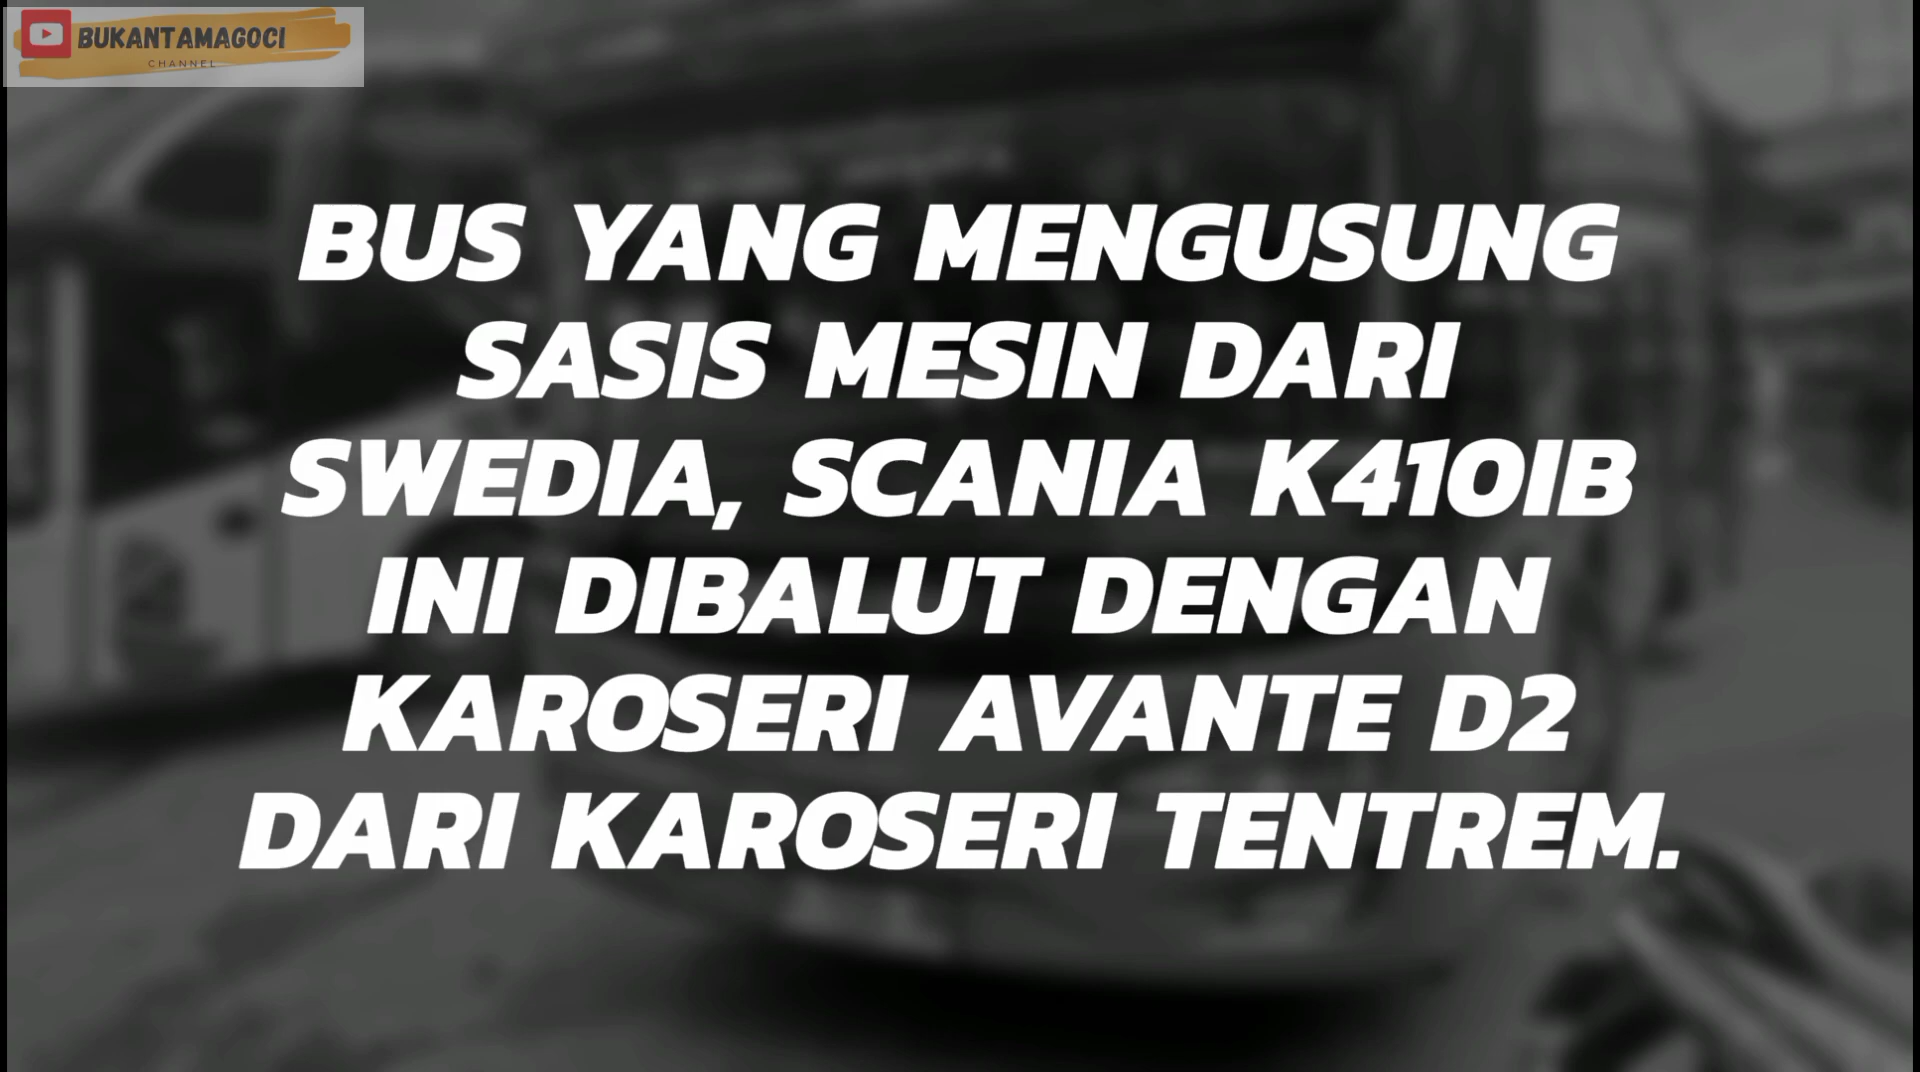 BUKANTAMAGOCI
CHANNEL
BUS YANG MENGUSUNG
SASIS MESIN DARI
SWEDIA, SCANIA K410IB
INI DIBALUT DENGAN
KAROSERI AVANTE D2
DARI KAROSERI TENTREM.